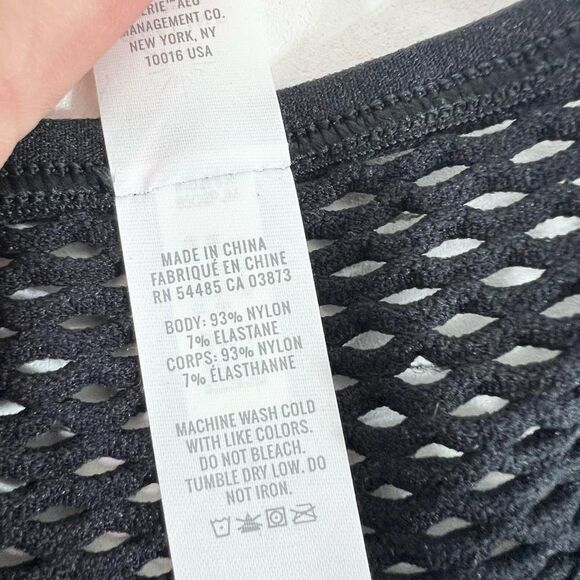 ERIE™ AEO
MANAGEMENT CO.
NEW YORK, NY
10016 USA
MADE IN CHINA
FABRIQUÉ EN CHINE
RN 54485 CA 03873
BODY: 93% NYLON
7% ELASTANE
CORPS: 93% NYLON
7% ÉLASTHANNE
MACHINE WASH COLD
WITH LIKE COLORS.
DO NOT BLEACH.
TUMBLE DRY LOW. DO
NOT IRON.